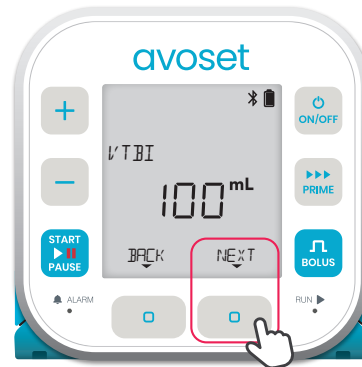 avoset
+
ON/OFF
VTBI
−
PRIME
100 mL
START
PAUSE
BACK
NEXT
BOLUS
ALARM
RUN